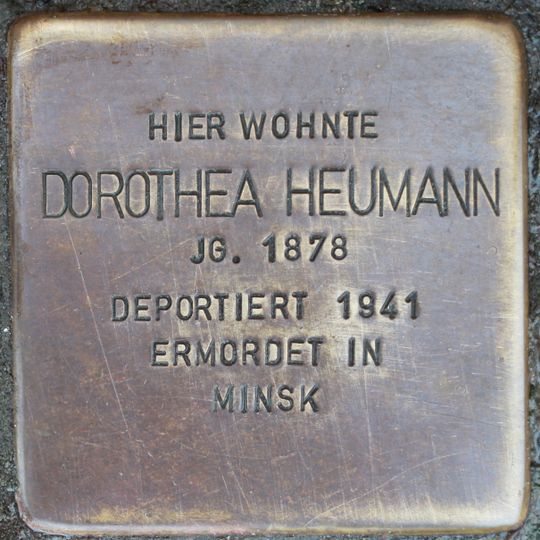 HIER WOHNTE
DOROTHEA HEUMANN
JG. 1878
DEPORTIERT 1941
ERMORDET IN
MINSK